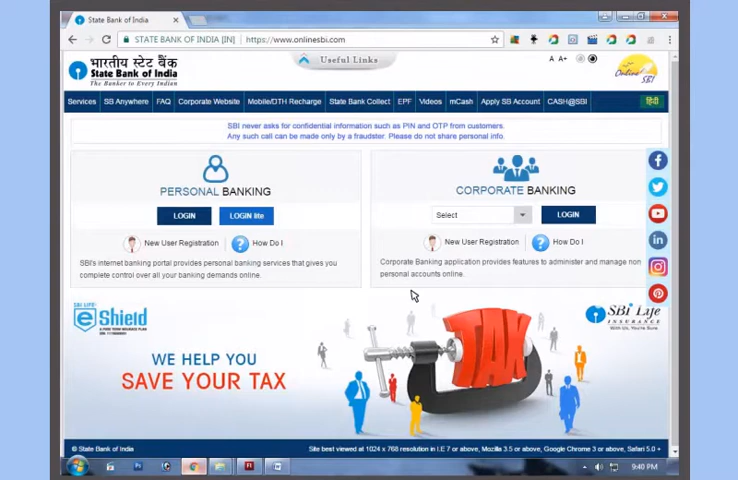 State Bank of India
STATE BANK OF INDIA [IN] https://www.onlinesbi.com
भारतीय स्टेट बैंक
State Bank of India
The Banker to Every Indian
Useful Links
A A+
Online SBI
Services SB Anywhere FAQ Corporate Website Mobile/DTH Recharge State Bank Collect EPF Videos mCash Apply SB Account CASH@SBI हिंदी
SBI never asks for confidential information such as PIN and OTP from customers.
Any such call can be made only by a fraudster. Please do not share personal info.
PERSONAL BANKING
LOGIN LOGIN lite
New User Registration How Do I
SBI's internet banking portal provides personal banking services that gives you
complete control over all your banking demands online.
CORPORATE BANKING
Select LOGIN
New User Registration How Do I
Corporate Banking application provides features to administer and manage non
personal accounts online.
SBI LIFE
eShield
WE HELP YOU
SAVE YOUR TAX
TAX
SBI Life
INSURANCE
With Us, You're Sure
© State Bank of India
Site best viewed at 1024 x 768 resolution in I.E 7 or above, Mozilla 3.5 or above, Google Chrome 3 or above, Safari 5.0 +
9:40 PM